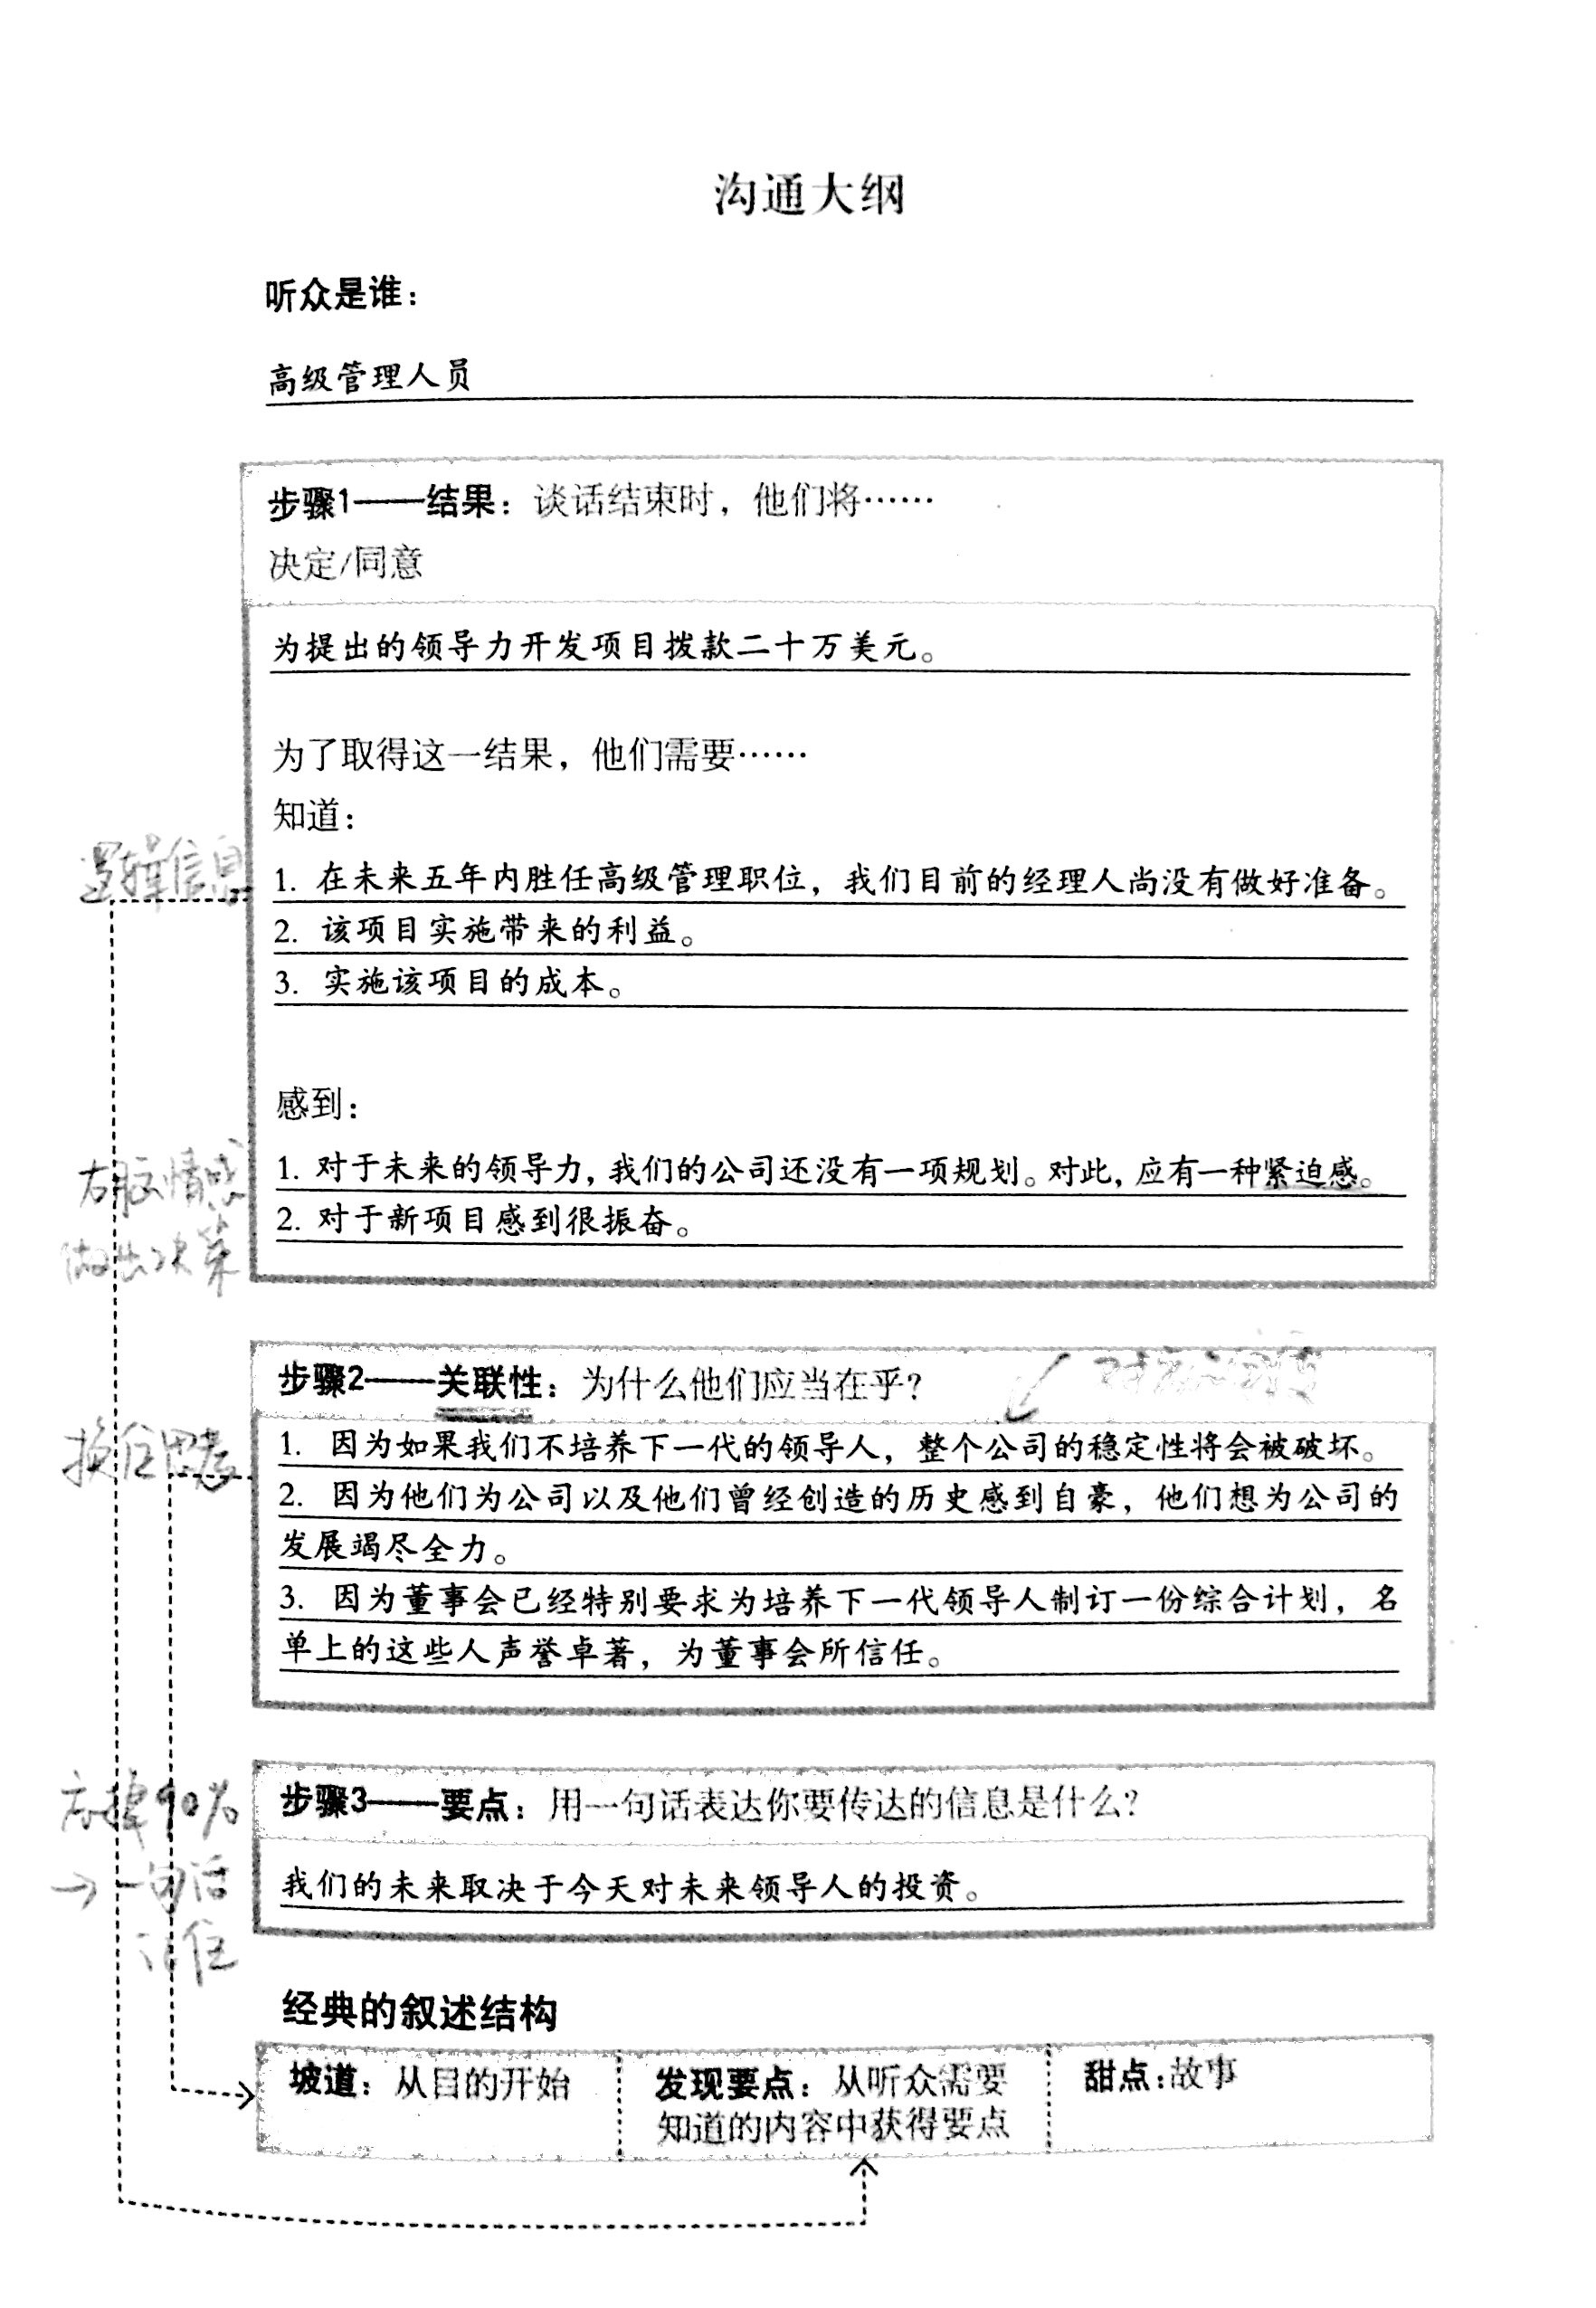 沟通大纲
听众是谁：
高级管理人员
步骤1——结果：谈话结束时，他们将……
决定/同意
为提出的领导力开发项目拨款二十万美元。
为了取得这一结果，他们需要……
知道：
逻辑信息
1. 在未来五年内胜任高级管理职位，我们目前的经理人尚没有做好准备。
2. 该项目实施带来的利益。
3. 实施该项目的成本。
感到：
右脑情感
做出决策
1. 对于未来的领导力，我们的公司还没有一项规划。对此，应有一种紧迫感。
2. 对于新项目感到很振奋。
步骤2——关联性：为什么他们应当在乎？
换位思考
1. 因为如果我们不培养下一代的领导人，整个公司的稳定性将会被破坏。
2. 因为他们为公司以及他们曾经创造的历史感到自豪，他们想为公司的
发展竭尽全力。
3. 因为董事会已经特别要求为培养下一代领导人制订一份综合计划，名
单上的这些人声誉卓著，为董事会所信任。
忘掉90%
→一句话
记住
步骤3——要点：用一句话表达你要传达的信息是什么？
我们的未来取决于今天对未来领导人的投资。
经典的叙述结构
坡道：从目的开始
发现要点：从听众需要
知道的内容中获得要点
甜点：故事